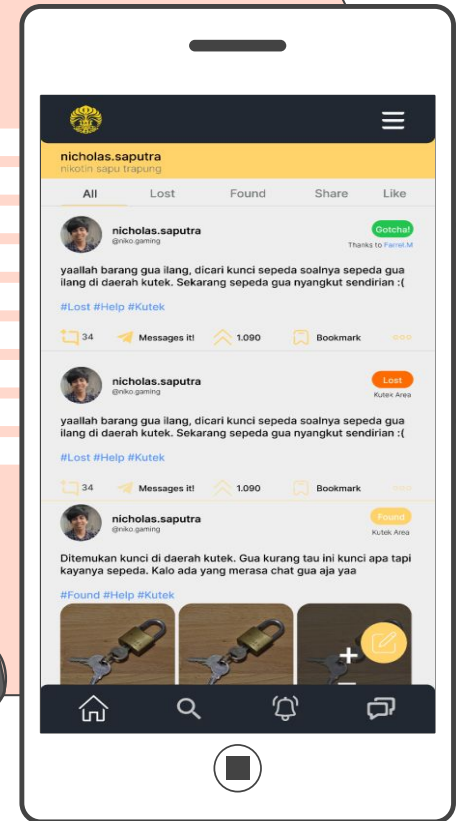 nicholas.saputra
nikotin sapu trapung
All Lost Found Share Like
nicholas.saputra
@niko.gaming
Gotcha!
Thanks to Farrel.M
yaallah barang gua ilang, dicari kunci sepeda soalnya sepeda gua
ilang di daerah kutek. Sekarang sepeda gua nyangkut sendirian :(
#Lost #Help #Kutek
34 Messages it! 1.090 Bookmark
nicholas.saputra
@niko.gaming
Lost
Kutek Area
yaallah barang gua ilang, dicari kunci sepeda soalnya sepeda gua
ilang di daerah kutek. Sekarang sepeda gua nyangkut sendirian :(
#Lost #Help #Kutek
34 Messages it! 1.090 Bookmark
nicholas.saputra
@niko.gaming
Found
Kutek Area
Ditemukan kunci di daerah kutek. Gua kurang tau ini kunci apa tapi
kayanya sepeda. Kalo ada yang merasa chat gua aja yaa
#Found #Help #Kutek